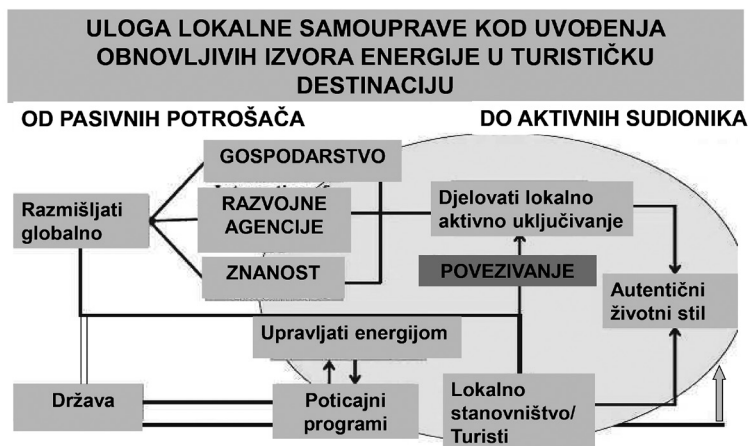 ULOGA LOKALNE SAMOUPRAVE KOD UVOĐENJA
OBNOVLJIVIH IZVORA ENERGIJE U TURISTIČKU
DESTINACIJU
OD PASIVNIH POTROŠAČA
DO AKTIVNIH SUDIONIKA
GOSPODARSTVO
Razmišljati
globalno
RAZVOJNE
AGENCIJE
Djelovati lokalno
aktivno uključivanje
ZNANOST
POVEZIVANJE
Autentični
životni stil
Upravljati energijom
Država
Poticajni
programi
Lokalno
stanovništvo/
Turisti